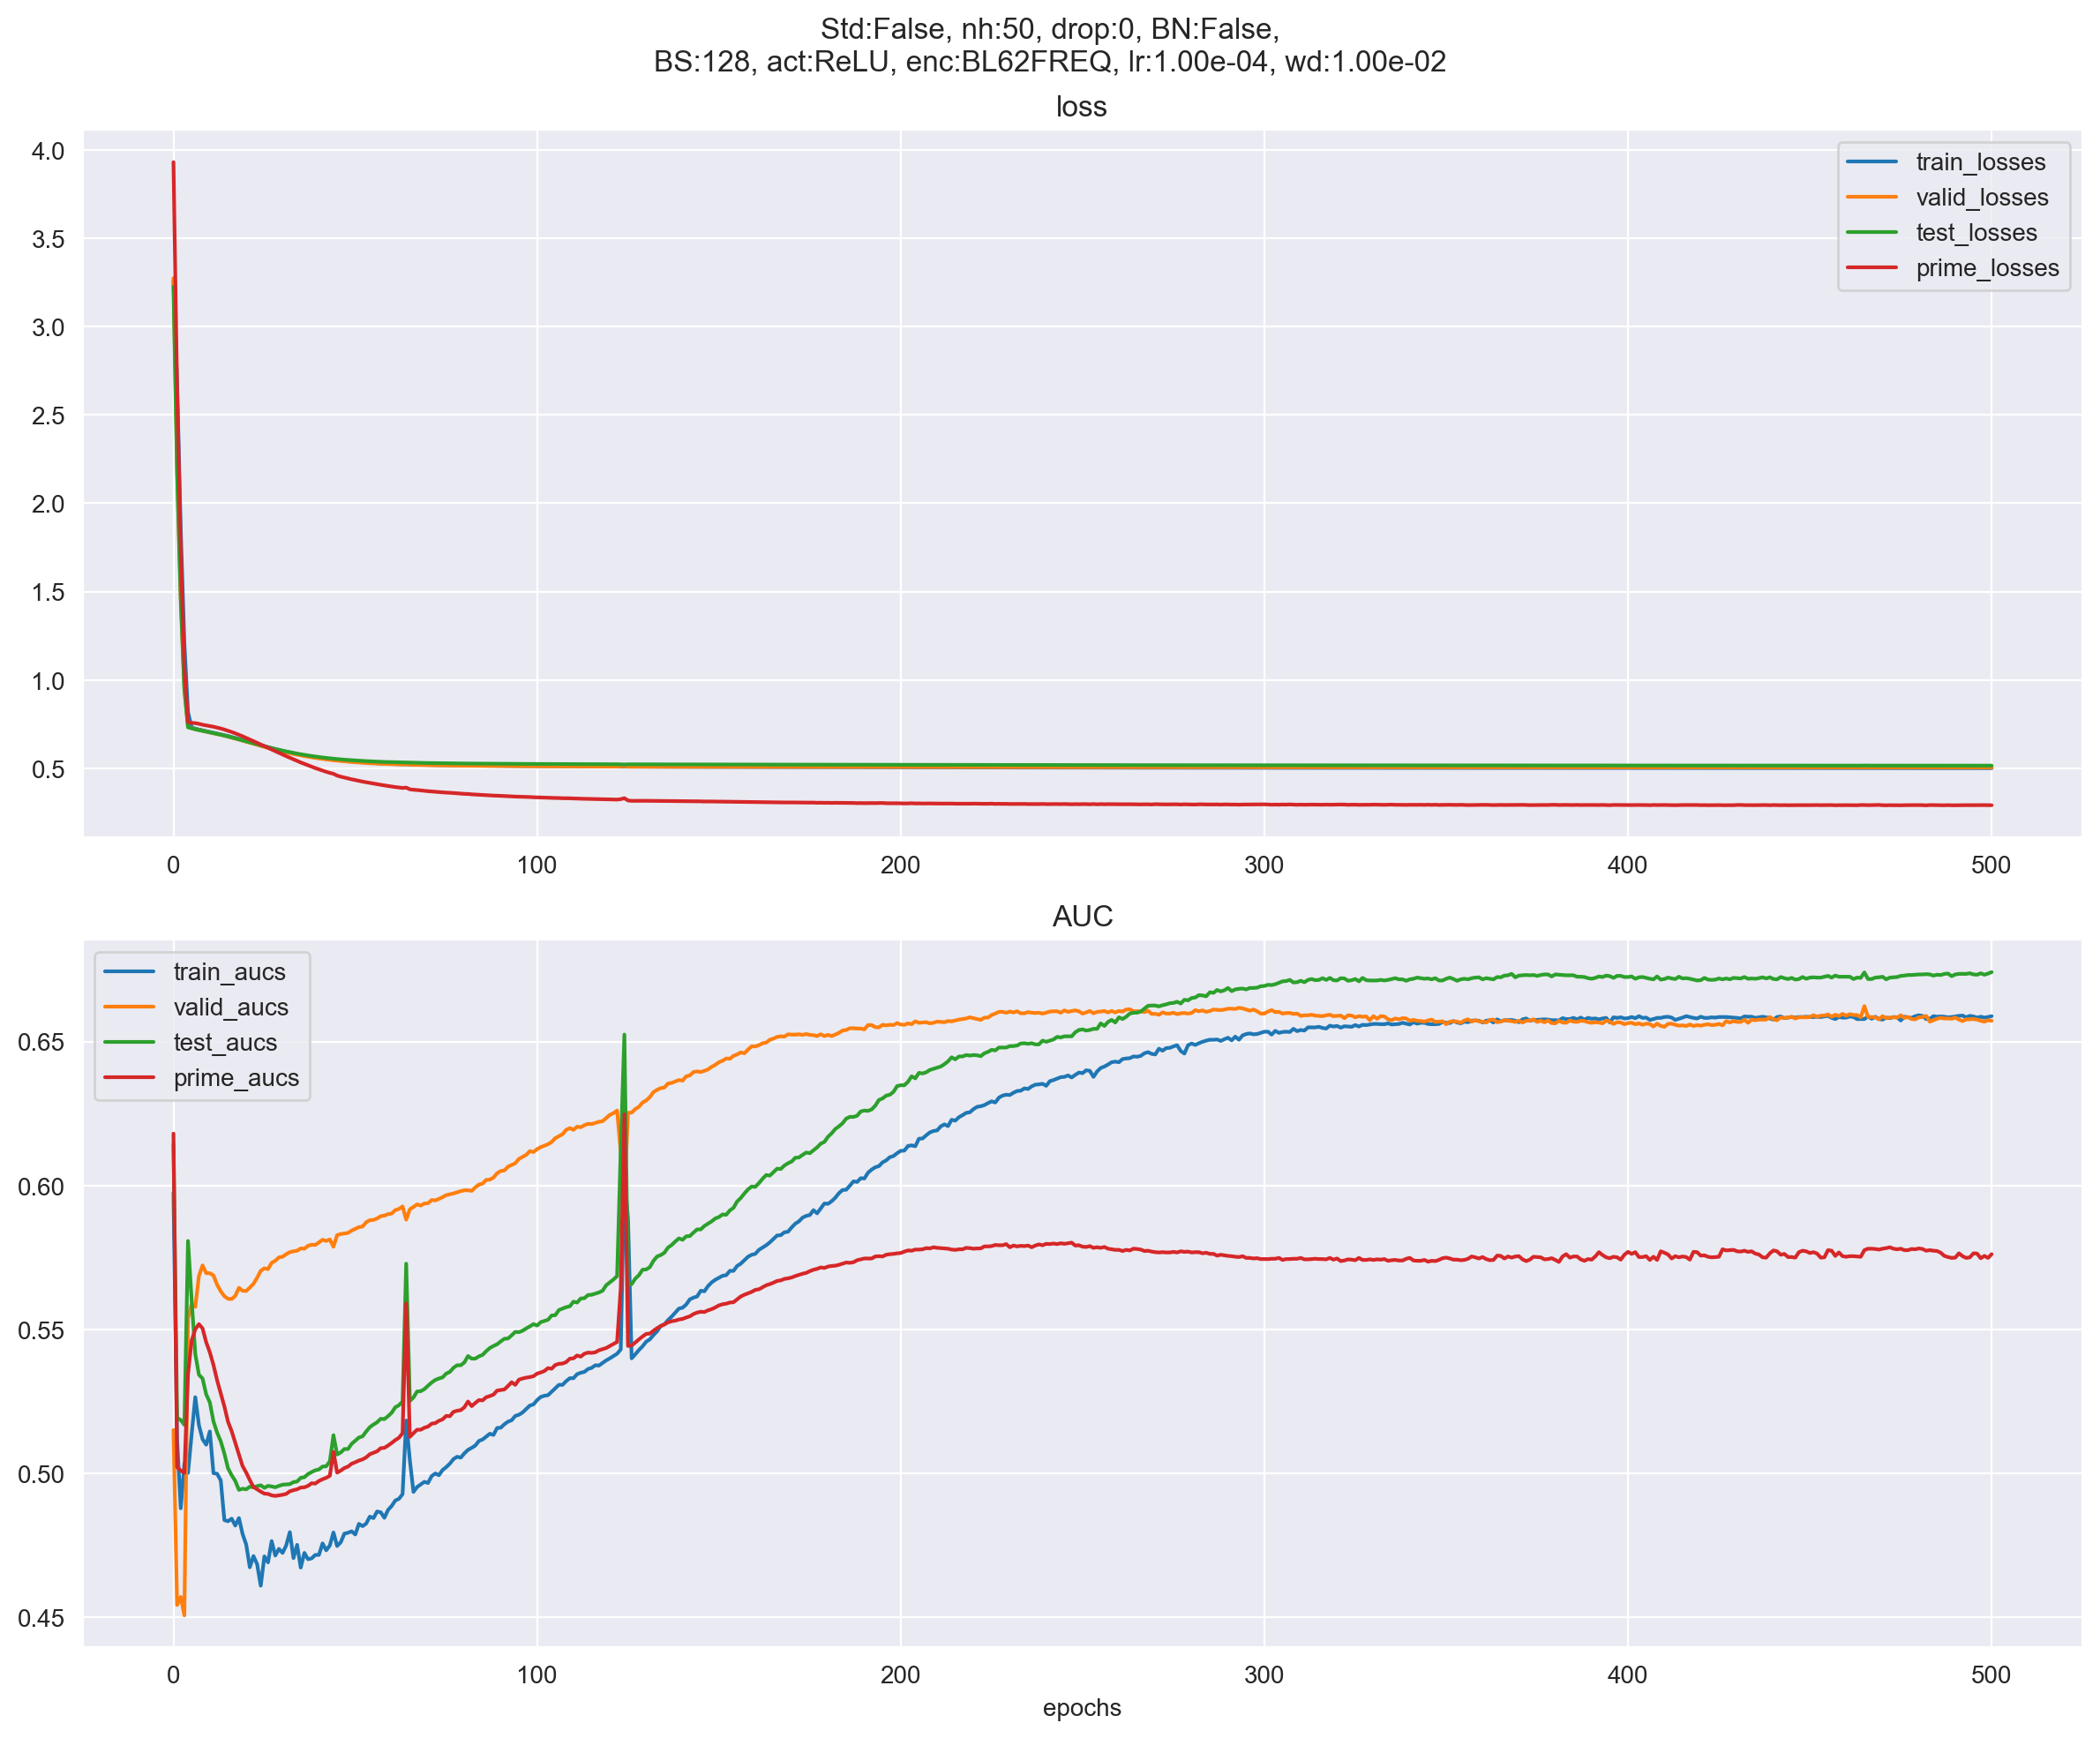 Std:False, nh:50, drop:0, BN:False,
BS:128, act:ReLU, enc:BL62FREQ, lr:1.00e-04, wd:1.00e-02
loss
4.0
3.5
3.0
2.5
2.0
1.5
1.0
0.5
train_losses
valid_losses
test_losses
prime_losses
0 100 200 300 400 500
AUC
train_aucs
valid_aucs
test_aucs
prime_aucs
0.65
0.60
0.55
0.50
0.45
0 100 200 300 400 500
epochs